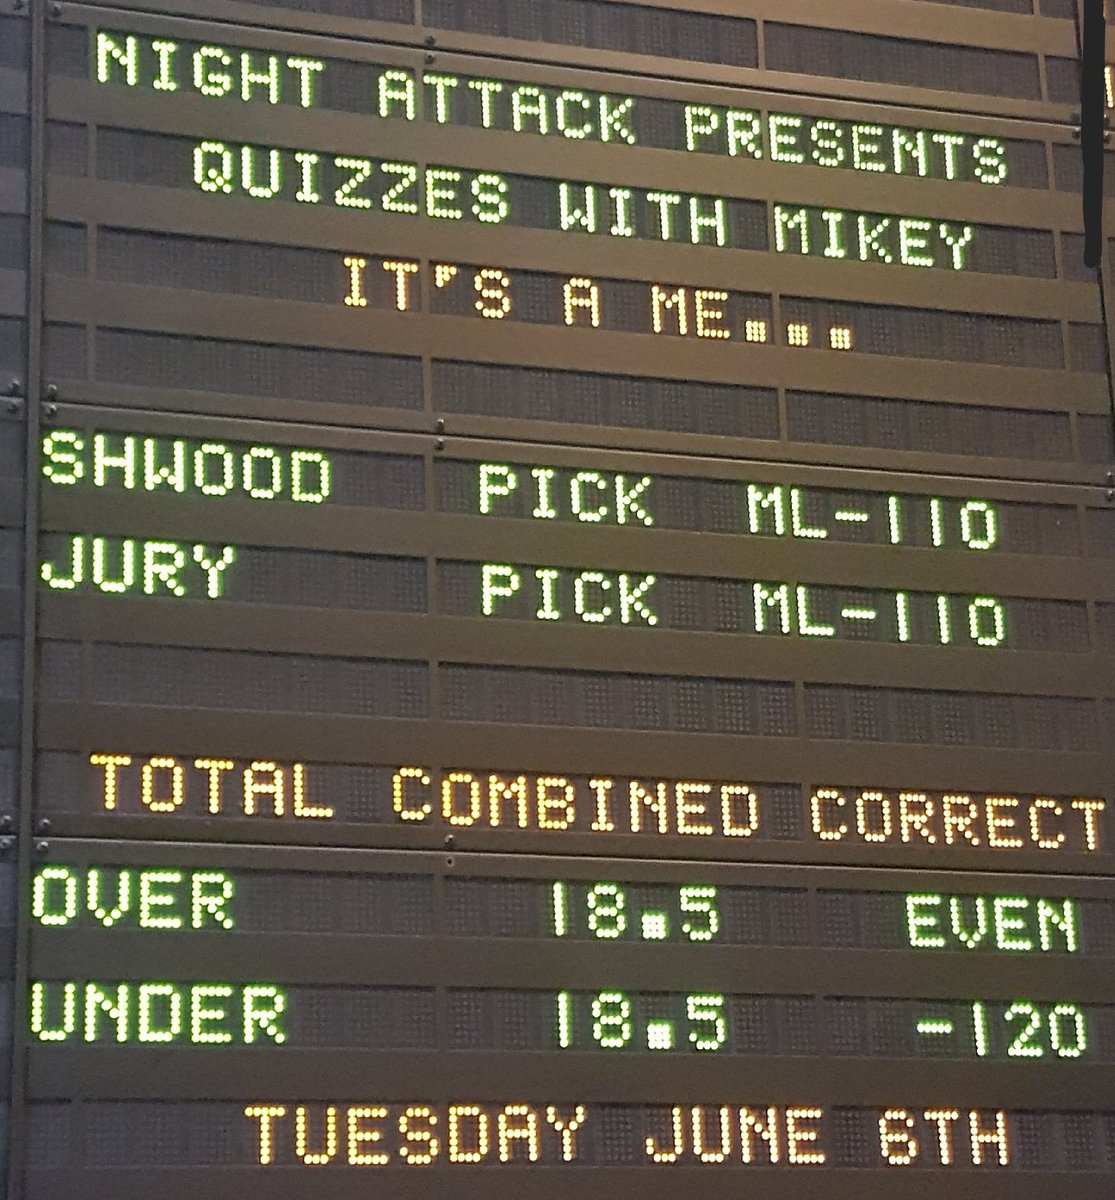 NIGHT ATTACK PRESENTS
QUIZZES WITH MIKEY
IT'S A ME...
SHWOOD PICK ML-110
JURY PICK ML-110
TOTAL COMBINED CORRECT
OVER 18.5 EVEN
UNDER 18.5 -120
TUESDAY JUNE 6TH